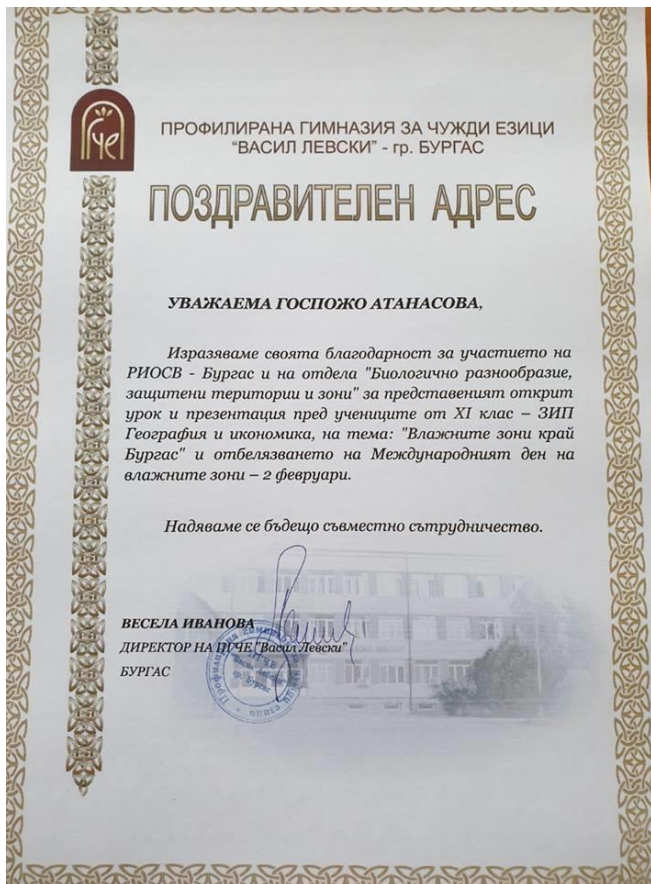 ПГЧЕ
ПРОФИЛИРАНА ГИМНАЗИЯ ЗА ЧУЖДИ ЕЗИЦИ
"ВАСИЛ ЛЕВСКИ" - гр. БУРГАС
ПОЗДРАВИТЕЛЕН АДРЕС
УВАЖАЕМА ГОСПОЖО АТАНАСОВА,
Изразяваме своята благодарност за участието на
РИОСВ - Бургас и на отдела "Биологично разнообразие,
защитени територии и зони" за представеният открит
урок и презентация пред учениците от XI клас – ЗИП
География и икономика, на тема: "Влажните зони край
Бургас" и отбелязването на Международният ден на
влажните зони – 2 февруари.
Надяваме се бъдещо съвместно сътрудничество.
ВЕСЕЛА ИВАНОВА
ДИРЕКТОР НА ПГЧЕ "Васил Левски"
БУРГАС